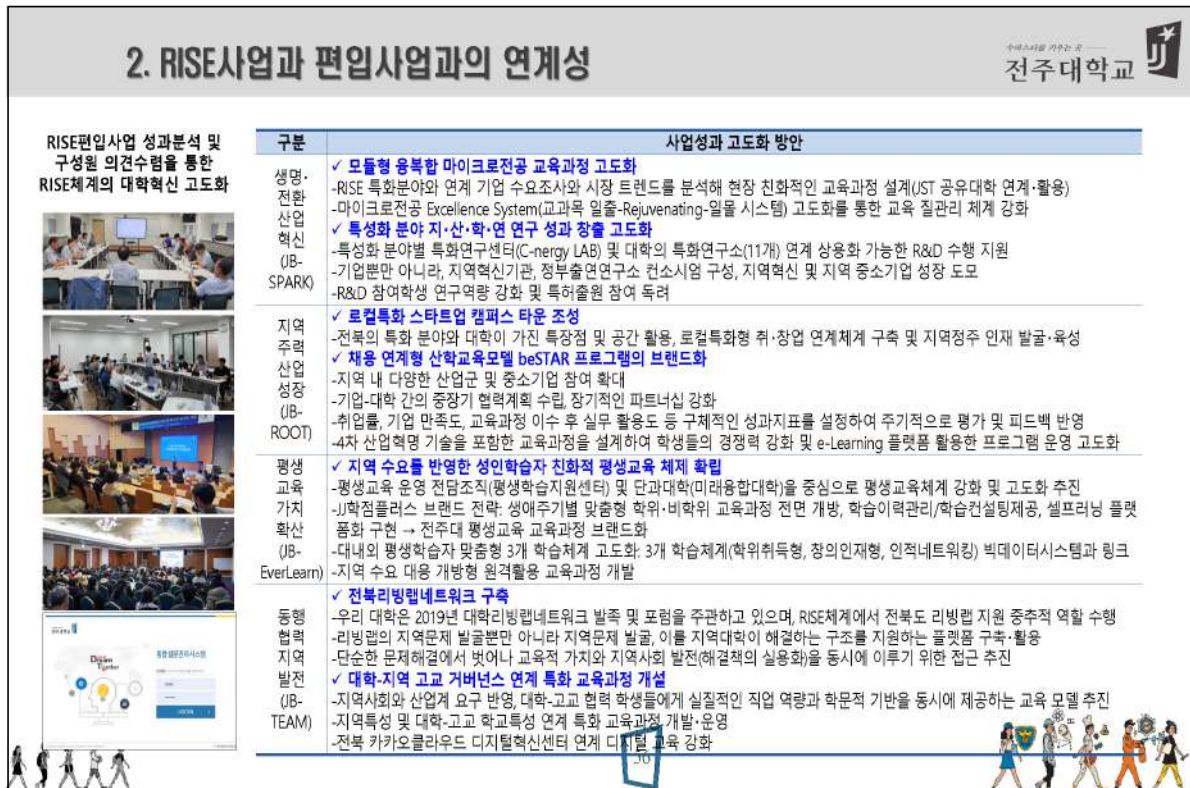 2. RISE사업과 편입사업과의 연계성
수퍼스타를 키우는 곳
전주대학교
RISE편입사업 성과분석 및
구성원 의견수렴을 통한
RISE체계의 대학혁신 고도화
구분
사업성과 고도화 방안
생명·
전환
산업
혁신
(JB-
SPARK)
✓ 모듈형 융복합 마이크로전공 교육과정 고도화
-RISE 특화분야와 연계 기업 수요조사와 시장 트렌드를 분석해 현장 친화적인 교육과정 설계(JST 공유대학 연계·활용)
-마이크로전공 Excellence System(교과목 일출-Rejuvenating-일몰 시스템) 고도화를 통한 교육 질관리 체계 강화
✓ 특성화 분야 지·산·학·연 연구 성과 창출 고도화
-특성화 분야별 특화연구센터(C-nergy LAB) 및 대학의 특화연구소(11개) 연계 상용화 가능한 R&D 수행 지원
-기업뿐만 아니라, 지역혁신기관, 정부출연연구소 컨소시엄 구성, 지역혁신 및 지역 중소기업 성장 도모
-R&D 참여학생 연구역량 강화 및 특허출원 참여 독려
지역
주력
산업
성장
(JB-
ROOT)
✓ 로컬특화 스타트업 캠퍼스 타운 조성
-전북의 특화 분야와 대학이 가진 특장점 및 공간 활용, 로컬특화형 취·창업 연계체계 구축 및 지역정주 인재 발굴·육성
✓ 채용 연계형 산학교육모델 beSTAR 프로그램의 브랜드화
-지역 내 다양한 산업군 및 중소기업 참여 확대
-기업-대학 간의 중장기 협력계획 수립, 장기적인 파트너십 강화
-취업률, 기업 만족도, 교육과정 이수 후 실무 활용도 등 구체적인 성과지표를 설정하여 주기적으로 평가 및 피드백 반영
-4차 산업혁명 기술을 포함한 교육과정을 설계하여 학생들의 경쟁력 강화 및 e-Learning 플랫폼 활용한 프로그램 운영 고도화
평생
교육
가치
확산
(JB-
EverLearn)
✓ 지역 수요를 반영한 성인학습자 친화적 평생교육 체제 확립
-평생교육 운영 전담조직(평생학습지원센터) 및 단과대학(미래융합대학)을 중심으로 평생교육체계 강화 및 고도화 추진
-JJ학점플러스 브랜드 전략: 생애주기별 맞춤형 학위·비학위 교육과정 전면 개방, 학습이력관리/학습컨설팅제공, 셀프러닝 플랫
폼화 구현 → 전주대 평생교육 교육과정 브랜드화
-대내외 평생학습자 맞춤형 3개 학습체계 고도화: 3개 학습체계(학위취득형, 창의인재형, 인적네트워킹) 빅데이터시스템과 링크
-지역 수요 대응 개방형 원격활용 교육과정 개발
동행
협력
지역
발전
(JB-
TEAM)
✓ 전북리빙랩네트워크 구축
-우리 대학은 2019년 대학리빙랩네트워크 발족 및 포럼을 주관하고 있으며, RISE체계에서 전북도 리빙랩 지원 중추적 역할 수행
-리빙랩의 지역문제 발굴뿐만 아니라 지역문제 발굴, 이를 지역대학이 해결하는 구조를 지원하는 플랫폼 구축·활용
-단순한 문제해결에서 벗어나 교육적 가치와 지역사회 발전(해결책의 실용화)을 동시에 이루기 위한 접근 추진
✓ 대학-지역 고교 거버넌스 연계 특화 교육과정 개설
-지역사회와 산업계 요구 반영, 대학-고교 협력 학생들에게 실질적인 직업 역량과 학문적 기반을 동시에 제공하는 교육 모델 추진
-지역특성 및 대학-고교 학교특성 연계 특화 교육과정 개발·운영
-전북 카카오클라우드 디지털혁신센터 연계 디지털 교육 강화
Dream
Together
통합설문관리시스템
36